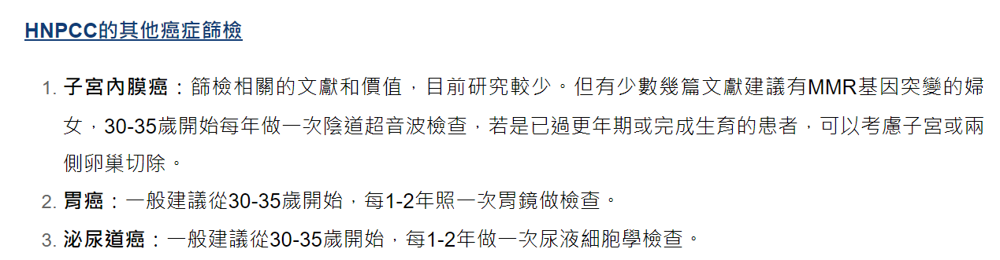 HNPCC的其他癌症篩檢
1. 子宮內膜癌：篩檢相關的文獻和價值，目前研究較少。但有少數幾篇文獻建議有MMR基因突變的婦
女，30-35歲開始每年做一次陰道超音波檢查，若是已過更年期或完成生育的患者，可以考慮子宮或兩
側卵巢切除。
2. 胃癌：一般建議從30-35歲開始，每1-2年照一次胃鏡做檢查。
3. 泌尿道癌：一般建議從30-35歲開始，每1-2年做一次尿液細胞學檢查。